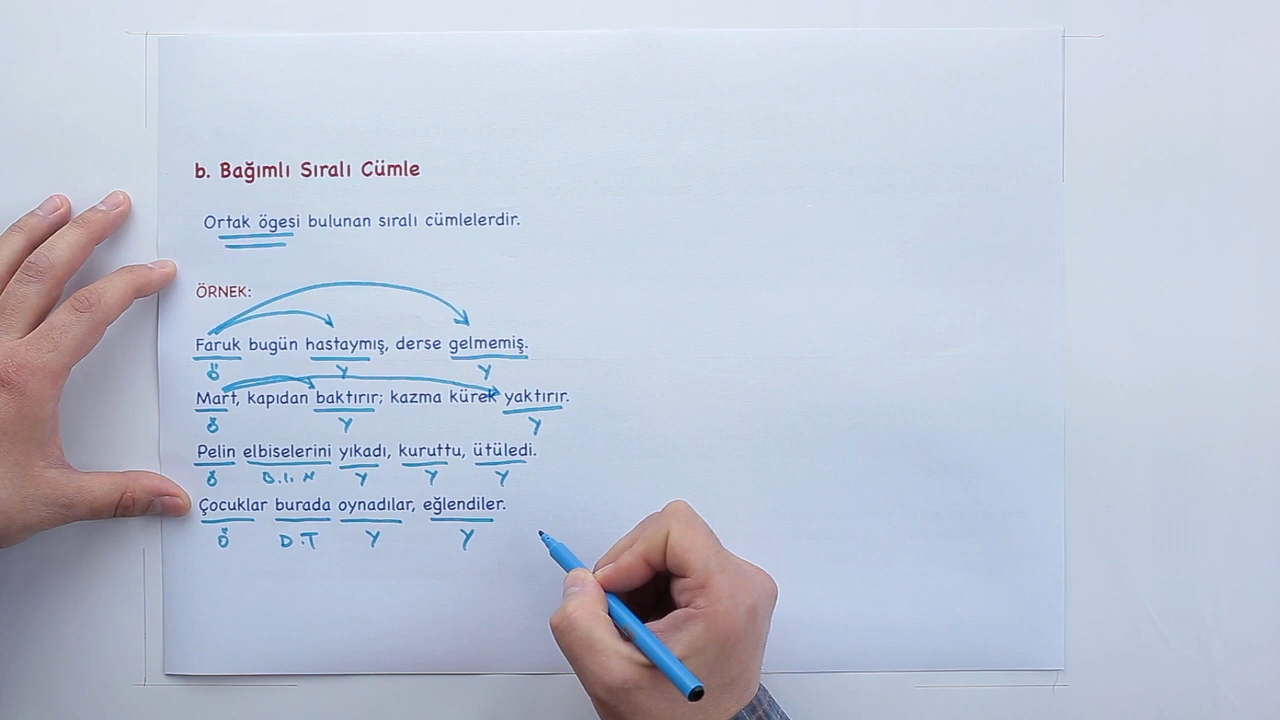 b. Bağımlı Sıralı Cümle
Ortak ögesi bulunan sıralı cümlelerdir.
ÖRNEK:
Faruk bugün hastaymış, derse gelmemiş.
Ö Y Y
Mart, kapıdan baktırır; kazma kürek yaktırır.
Ö Y Y
Pelin elbiselerini yıkadı, kuruttu, ütüledi.
Ö B.li N Y Y Y
Çocuklar burada oynadılar, eğlendiler.
Ö D.T Y Y